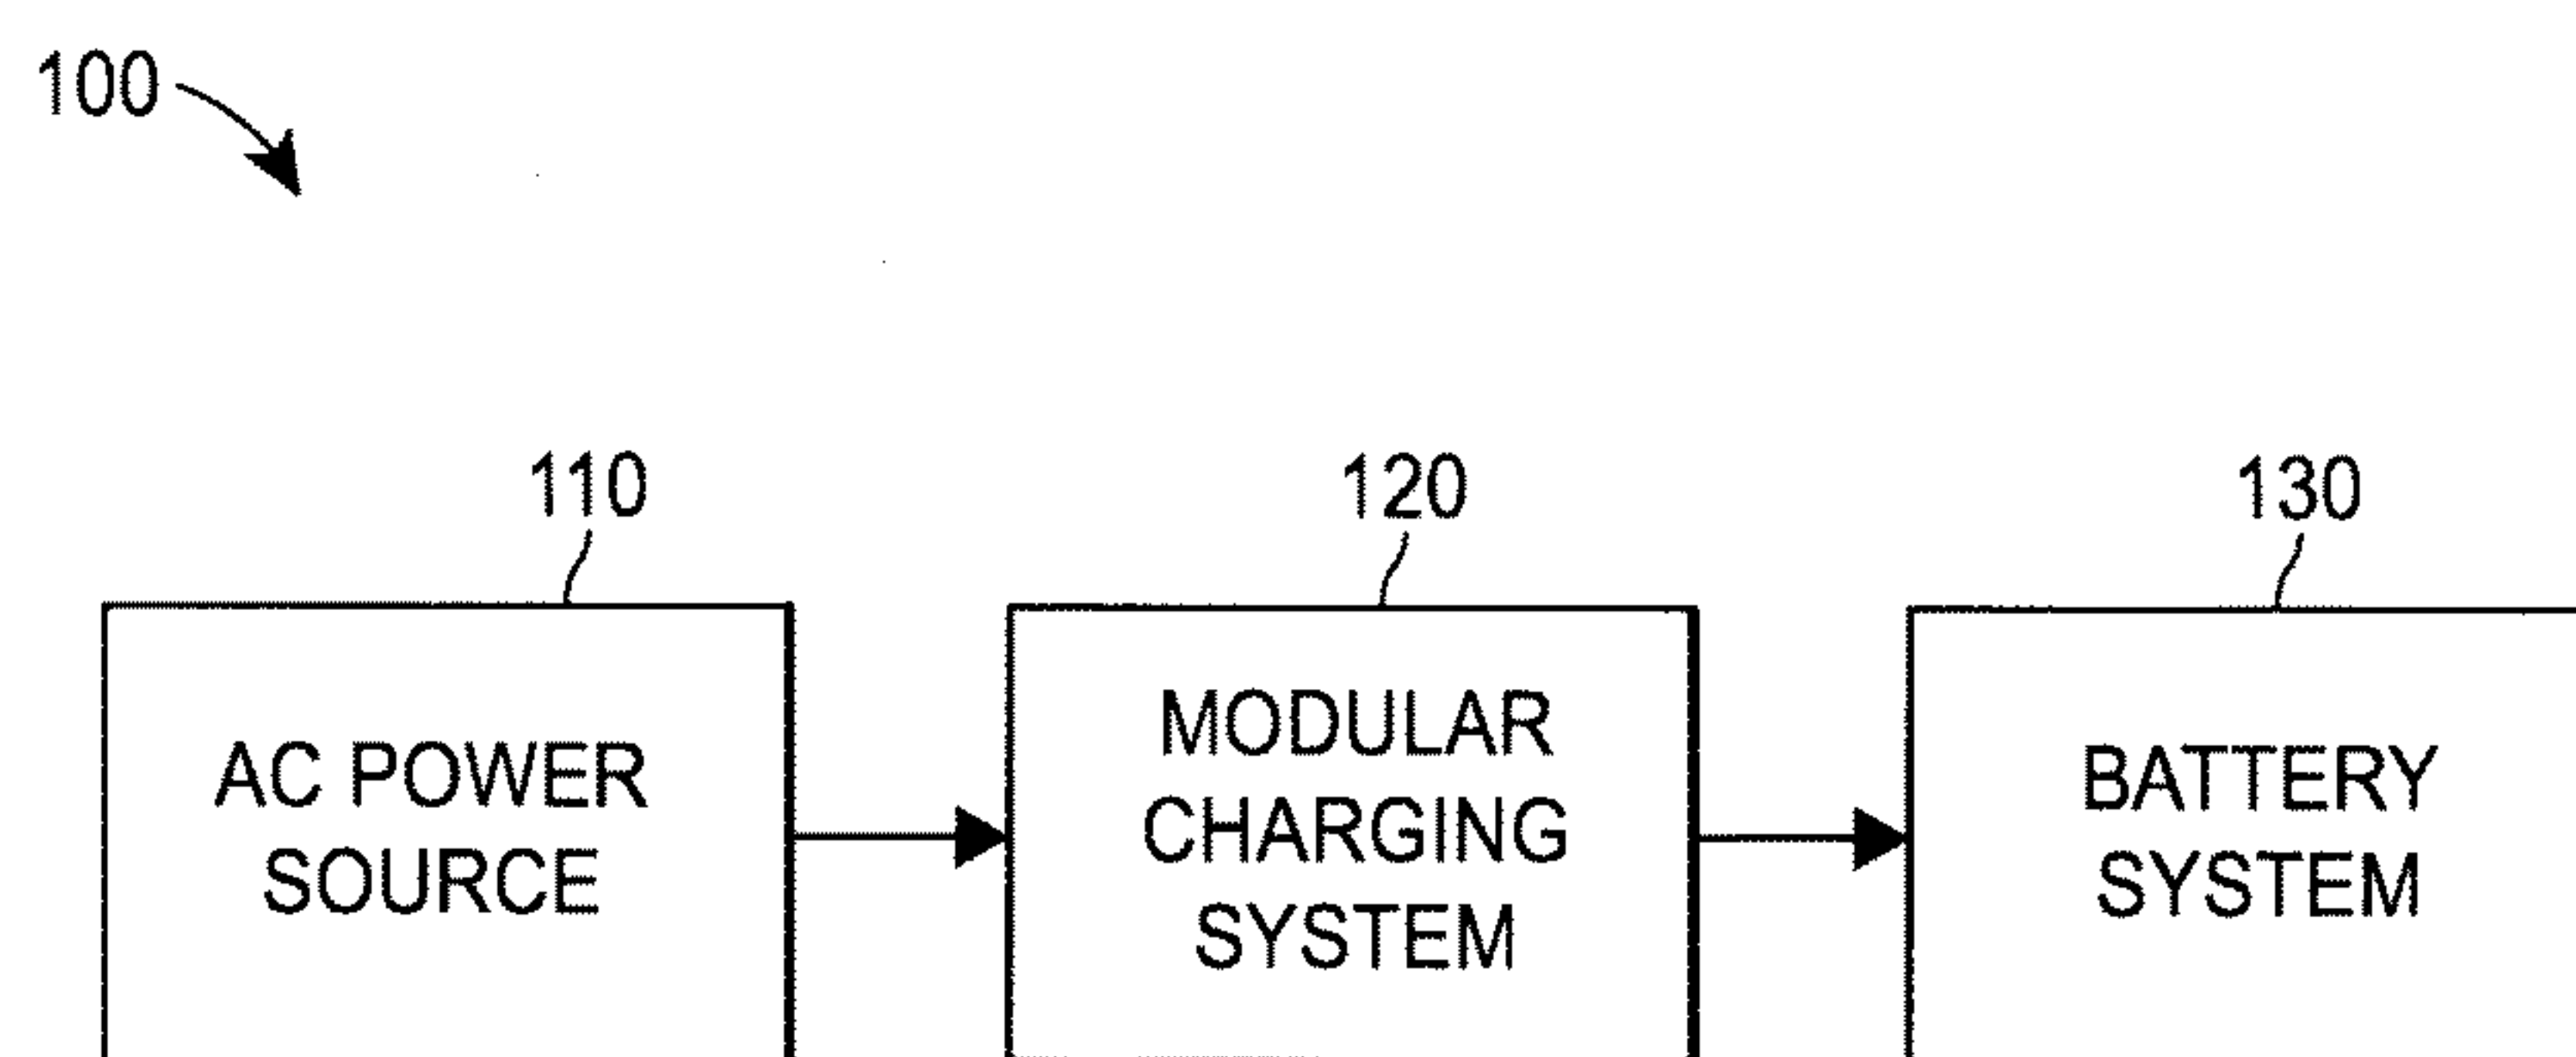 100
110
120
130
AC POWER
SOURCE
MODULAR
CHARGING
SYSTEM
BATTERY
SYSTEM